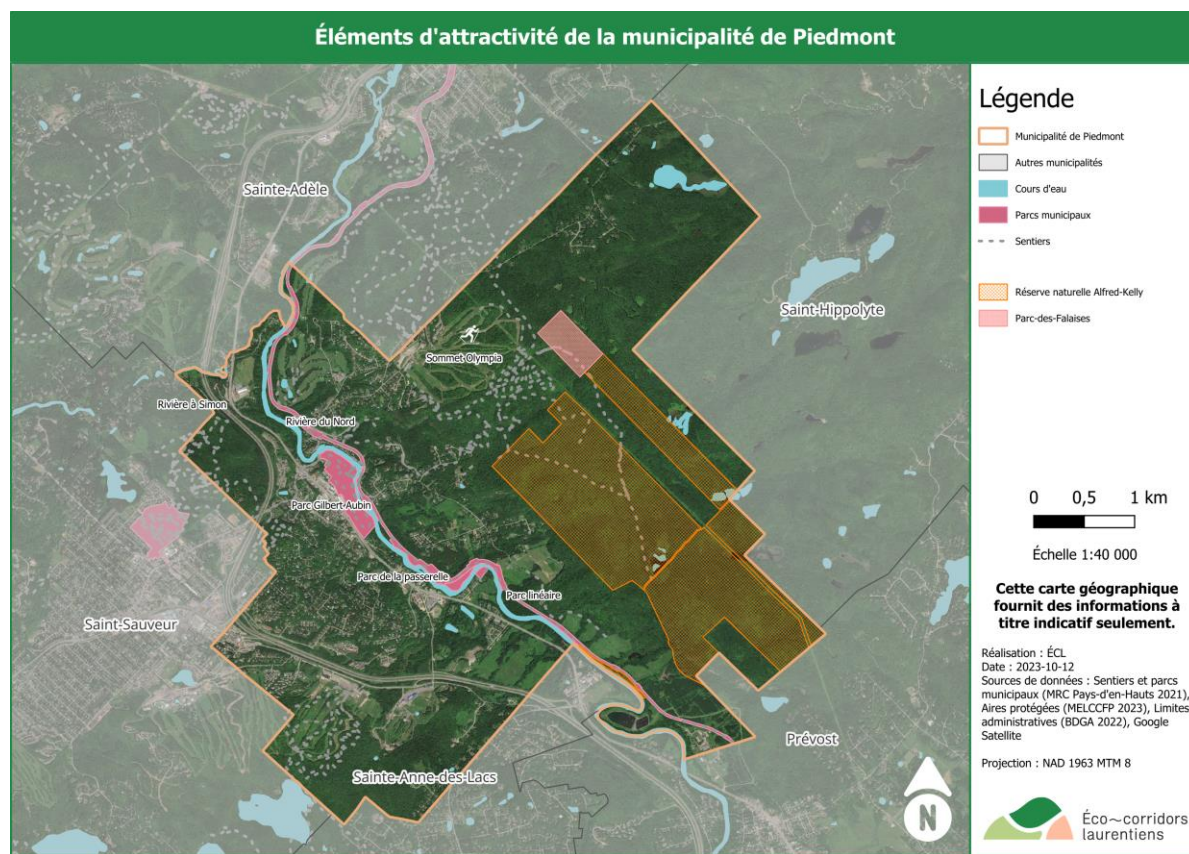 Éléments d'attractivité de la municipalité de Piedmont
Sainte-Adèle
Saint-Hippolyte
Sommet Olympia
Rivière à Simon
Rivière du Nord
Parc Gilbert-Aubin
Parc de la passerelle
Parc linéaire
Saint-Sauveur
Prévost
Sainte-Anne-des-Lacs
N
Légende
Municipalité de Piedmont
Autres municipalités
Cours d'eau
Parcs municipaux
Sentiers
Réserve naturelle Alfred-Kelly
Parc-des-Falaises
0 0,5 1 km
Échelle 1:40 000
Cette carte géographique
fournit des informations à
titre indicatif seulement.
Réalisation : ÉCL
Date : 2023-10-12
Sources de données : Sentiers et parcs
municipaux (MRC Pays-d'en-Hauts 2021),
Aires protégées (MELCCFP 2023), Limites
administratives (BDGA 2022), Google
Satellite
Projection : NAD 1963 MTM 8
Éco~corridors
laurentiens